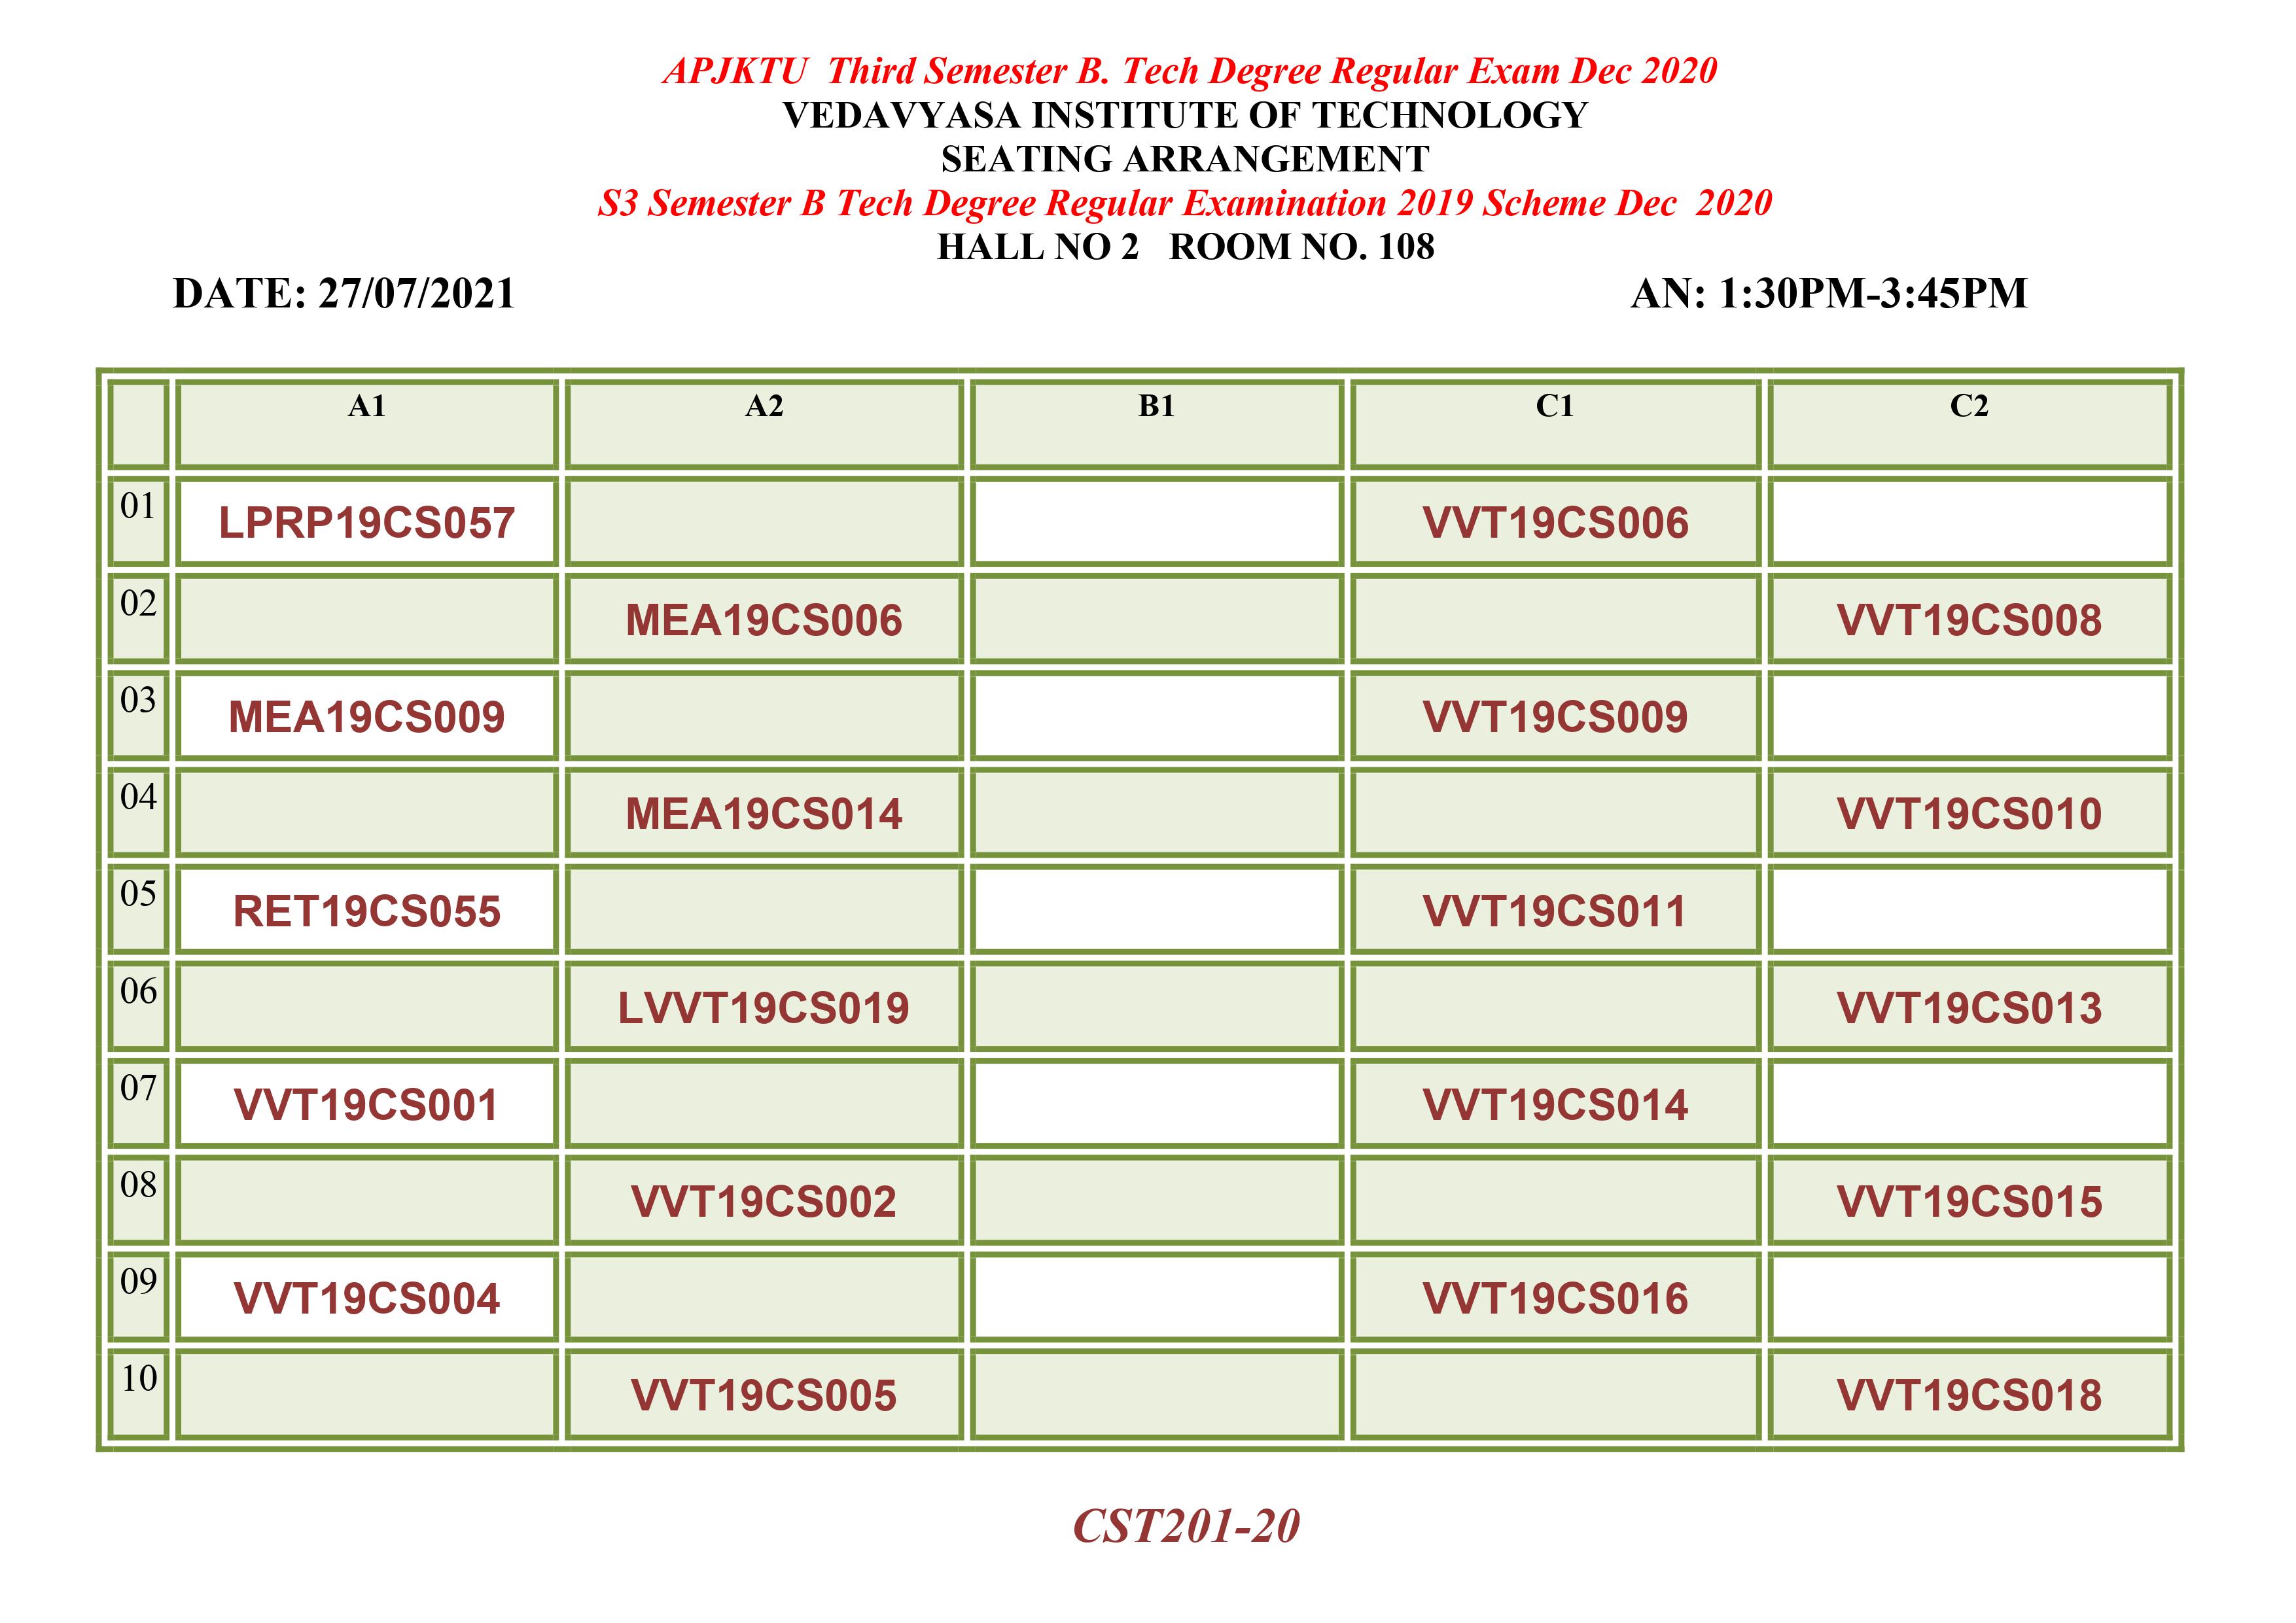 APJKTU  Third Semester B. Tech Degree Regular Exam Dec 2020
VEDAVYASA INSTITUTE OF TECHNOLOGY
SEATING ARRANGEMENT
S3 Semester B Tech Degree Regular Examination 2019 Scheme Dec  2020
HALL NO 2   ROOM NO. 108
DATE: 27/07/2021 AN: 1:30PM-3:45PM
A1 A2 B1 C1 C2
01 LPRP19CS057 VVT19CS006
02 MEA19CS006 VVT19CS008
03 MEA19CS009 VVT19CS009
04 MEA19CS014 VVT19CS010
05 RET19CS055 VVT19CS011
06 LVVT19CS019 VVT19CS013
07 VVT19CS001 VVT19CS014
08 VVT19CS002 VVT19CS015
09 VVT19CS004 VVT19CS016
10 VVT19CS005 VVT19CS018
CST201-20